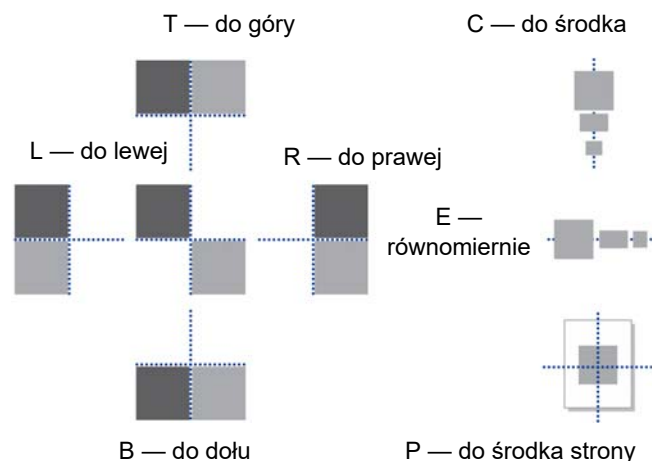 T — do góry
C — do środka
L — do lewej
R — do prawej
E —
równomiernie
B — do dołu
P — do środka strony